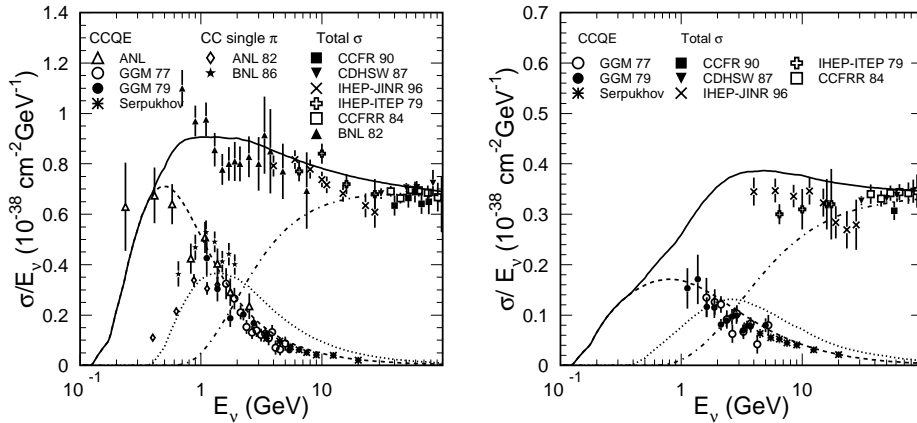 CCQE CC single π Total σ
ANL ANL 82 CCFR 90
GGM 77 BNL 86 CDHSW 87
GGM 79 IHEP-JINR 96
Serpukhov IHEP-ITEP 79
CCFRR 84
BNL 82
1.4
1.2
1
0.8
0.6
0.4
0.2
0
σ/Eν (10-38 cm-2GeV-1)
10-1 1 10
Eν (GeV)
CCQE Total σ
GGM 77 CCFR 90 IHEP-ITEP 79
GGM 79 CDHSW 87 CCFRR 84
Serpukhov IHEP-JINR 96
0.7
0.6
0.5
0.4
0.3
0.2
0.1
0
σ/ Eν (10-38 cm-2GeV-1)
10-1 1 10
Eν (GeV)